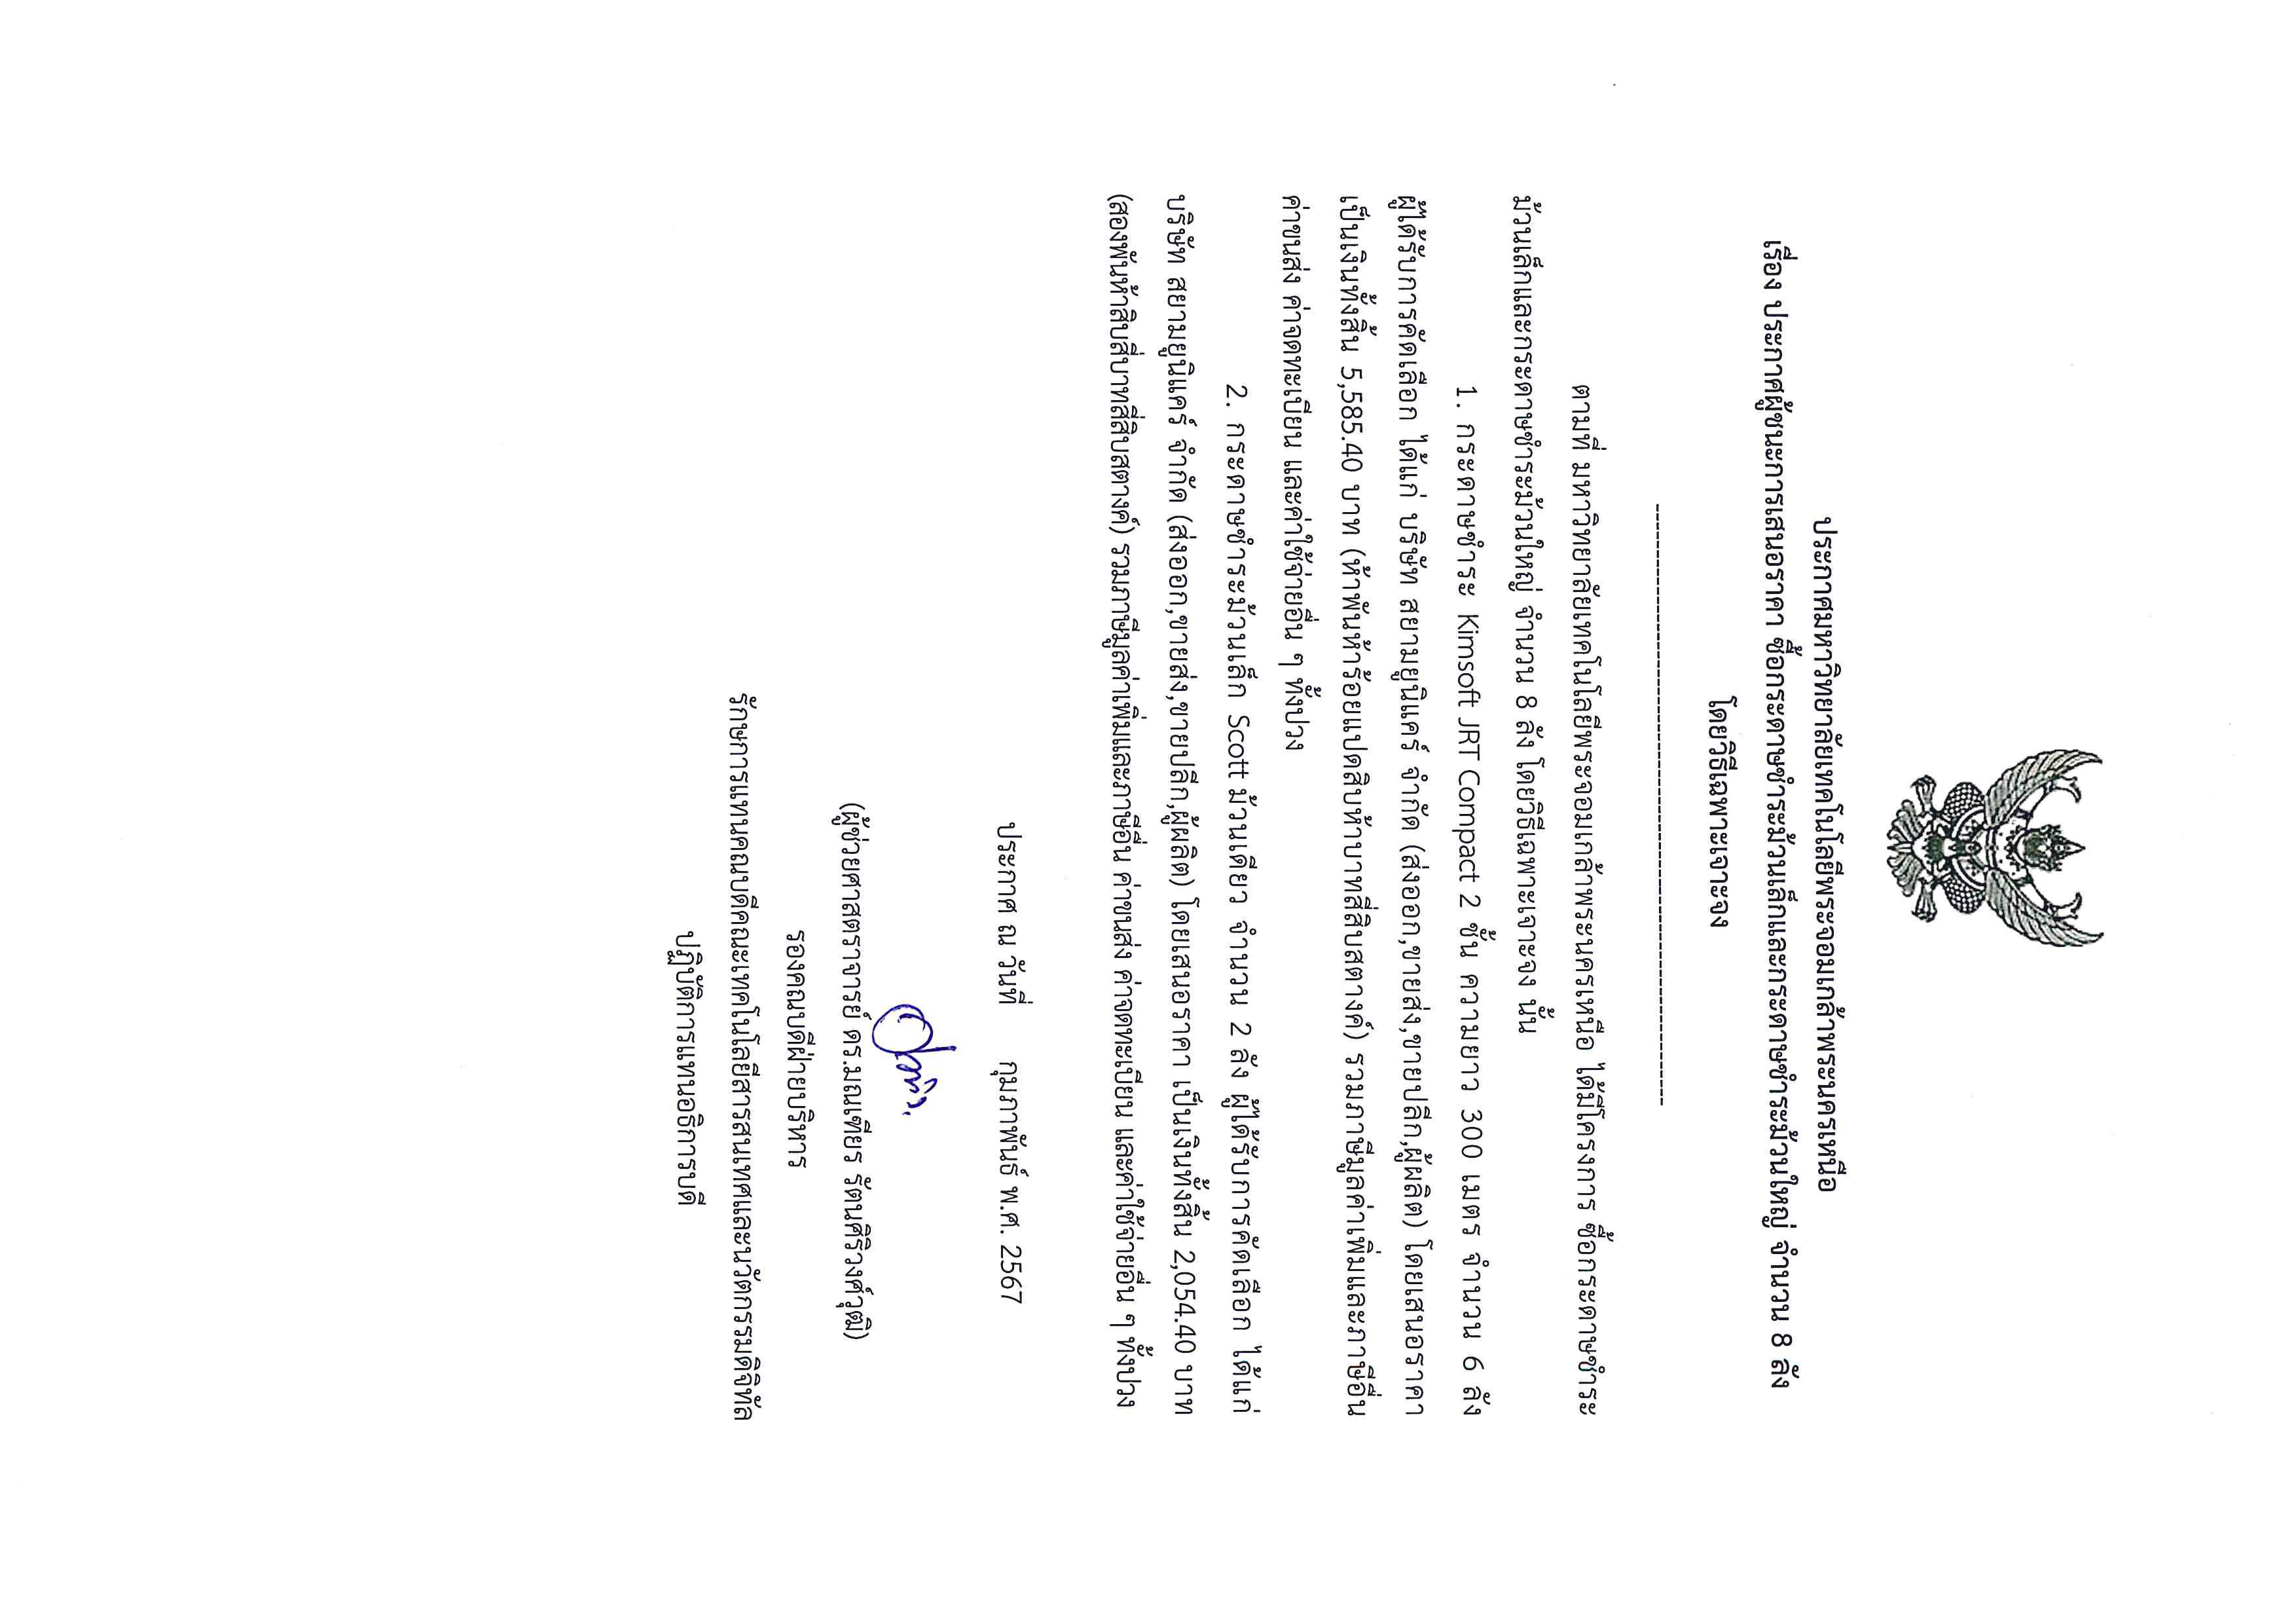 ประกาศมหาวิทยาลัยเทคโนโลยีพระจอมเกล้าพระนครเหนือ
เรื่อง ประกาศผู้ชนะการเสนอราคา ซื้อกระดาษชำระม้วนเล็กและกระดาษชำระม้วนใหญ่ จำนวน 8 ลัง
โดยวิธีเฉพาะเจาะจง
------------------------------------------------------------------
ตามที่ มหาวิทยาลัยเทคโนโลยีพระจอมเกล้าพระนครเหนือ ได้มีโครงการ ซื้อกระดาษชำระ
ม้วนเล็กและกระดาษชำระม้วนใหญ่ จำนวน 8 ลัง โดยวิธีเฉพาะเจาะจง นั้น
1. กระดาษชำระ Kimsoft JRT Compact 2 ชั้น ความยาว 300 เมตร จำนวน 6 ลัง
ผู้ได้รับการคัดเลือก ได้แก่ บริษัท สยามยูนิแคร์ จำกัด (ส่งออก,ขายส่ง,ขายปลีก,ผู้ผลิต) โดยเสนอราคา
เป็นเงินทั้งสิ้น 5,585.40 บาท (ห้าพันห้าร้อยแปดสิบห้าบาทสี่สิบสตางค์) รวมภาษีมูลค่าเพิ่มและภาษีอื่น
ค่าขนส่ง ค่าจดทะเบียน และค่าใช้จ่ายอื่น ๆ ทั้งปวง
2. กระดาษชำระม้วนเล็ก Scott ม้วนเดียว จำนวน 2 ลัง ผู้ได้รับการคัดเลือก ได้แก่
บริษัท สยามยูนิแคร์ จำกัด (ส่งออก,ขายส่ง,ขายปลีก,ผู้ผลิต) โดยเสนอราคา เป็นเงินทั้งสิ้น 2,054.40 บาท
(สองพันห้าสิบสี่บาทสี่สิบสตางค์) รวมภาษีมูลค่าเพิ่มและภาษีอื่น ค่าขนส่ง ค่าจดทะเบียน และค่าใช้จ่ายอื่น ๆ ทั้งปวง
ประกาศ ณ วันที่ กุมภาพันธ์ พ.ศ. 2567
(ผู้ช่วยศาสตราจารย์ ดร.มณเฑียร รัตนศิริวงศ์วุฒิ)
รองคณบดีฝ่ายบริหาร
รักษการแทนคณบดีคณะเทคโนโลยีสารสนเทศและนวัตกรรมดิจิทัล
ปฏิบัติการแทนอธิการบดี